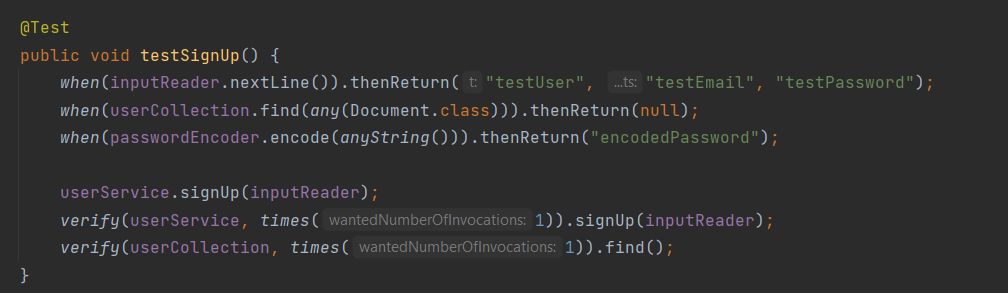 @Test
public void testSignUp() {
when(inputReader.nextLine()).thenReturn( t: "testUser", ...ts: "testEmail", "testPassword");
when(userCollection.find(any(Document.class))).thenReturn(null);
when(passwordEncoder.encode(anyString())).thenReturn("encodedPassword");
userService.signUp(inputReader);
verify(userService, times( wantedNumberOfInvocations: 1)).signUp(inputReader);
verify(userCollection, times( wantedNumberOfInvocations: 1)).find();
}